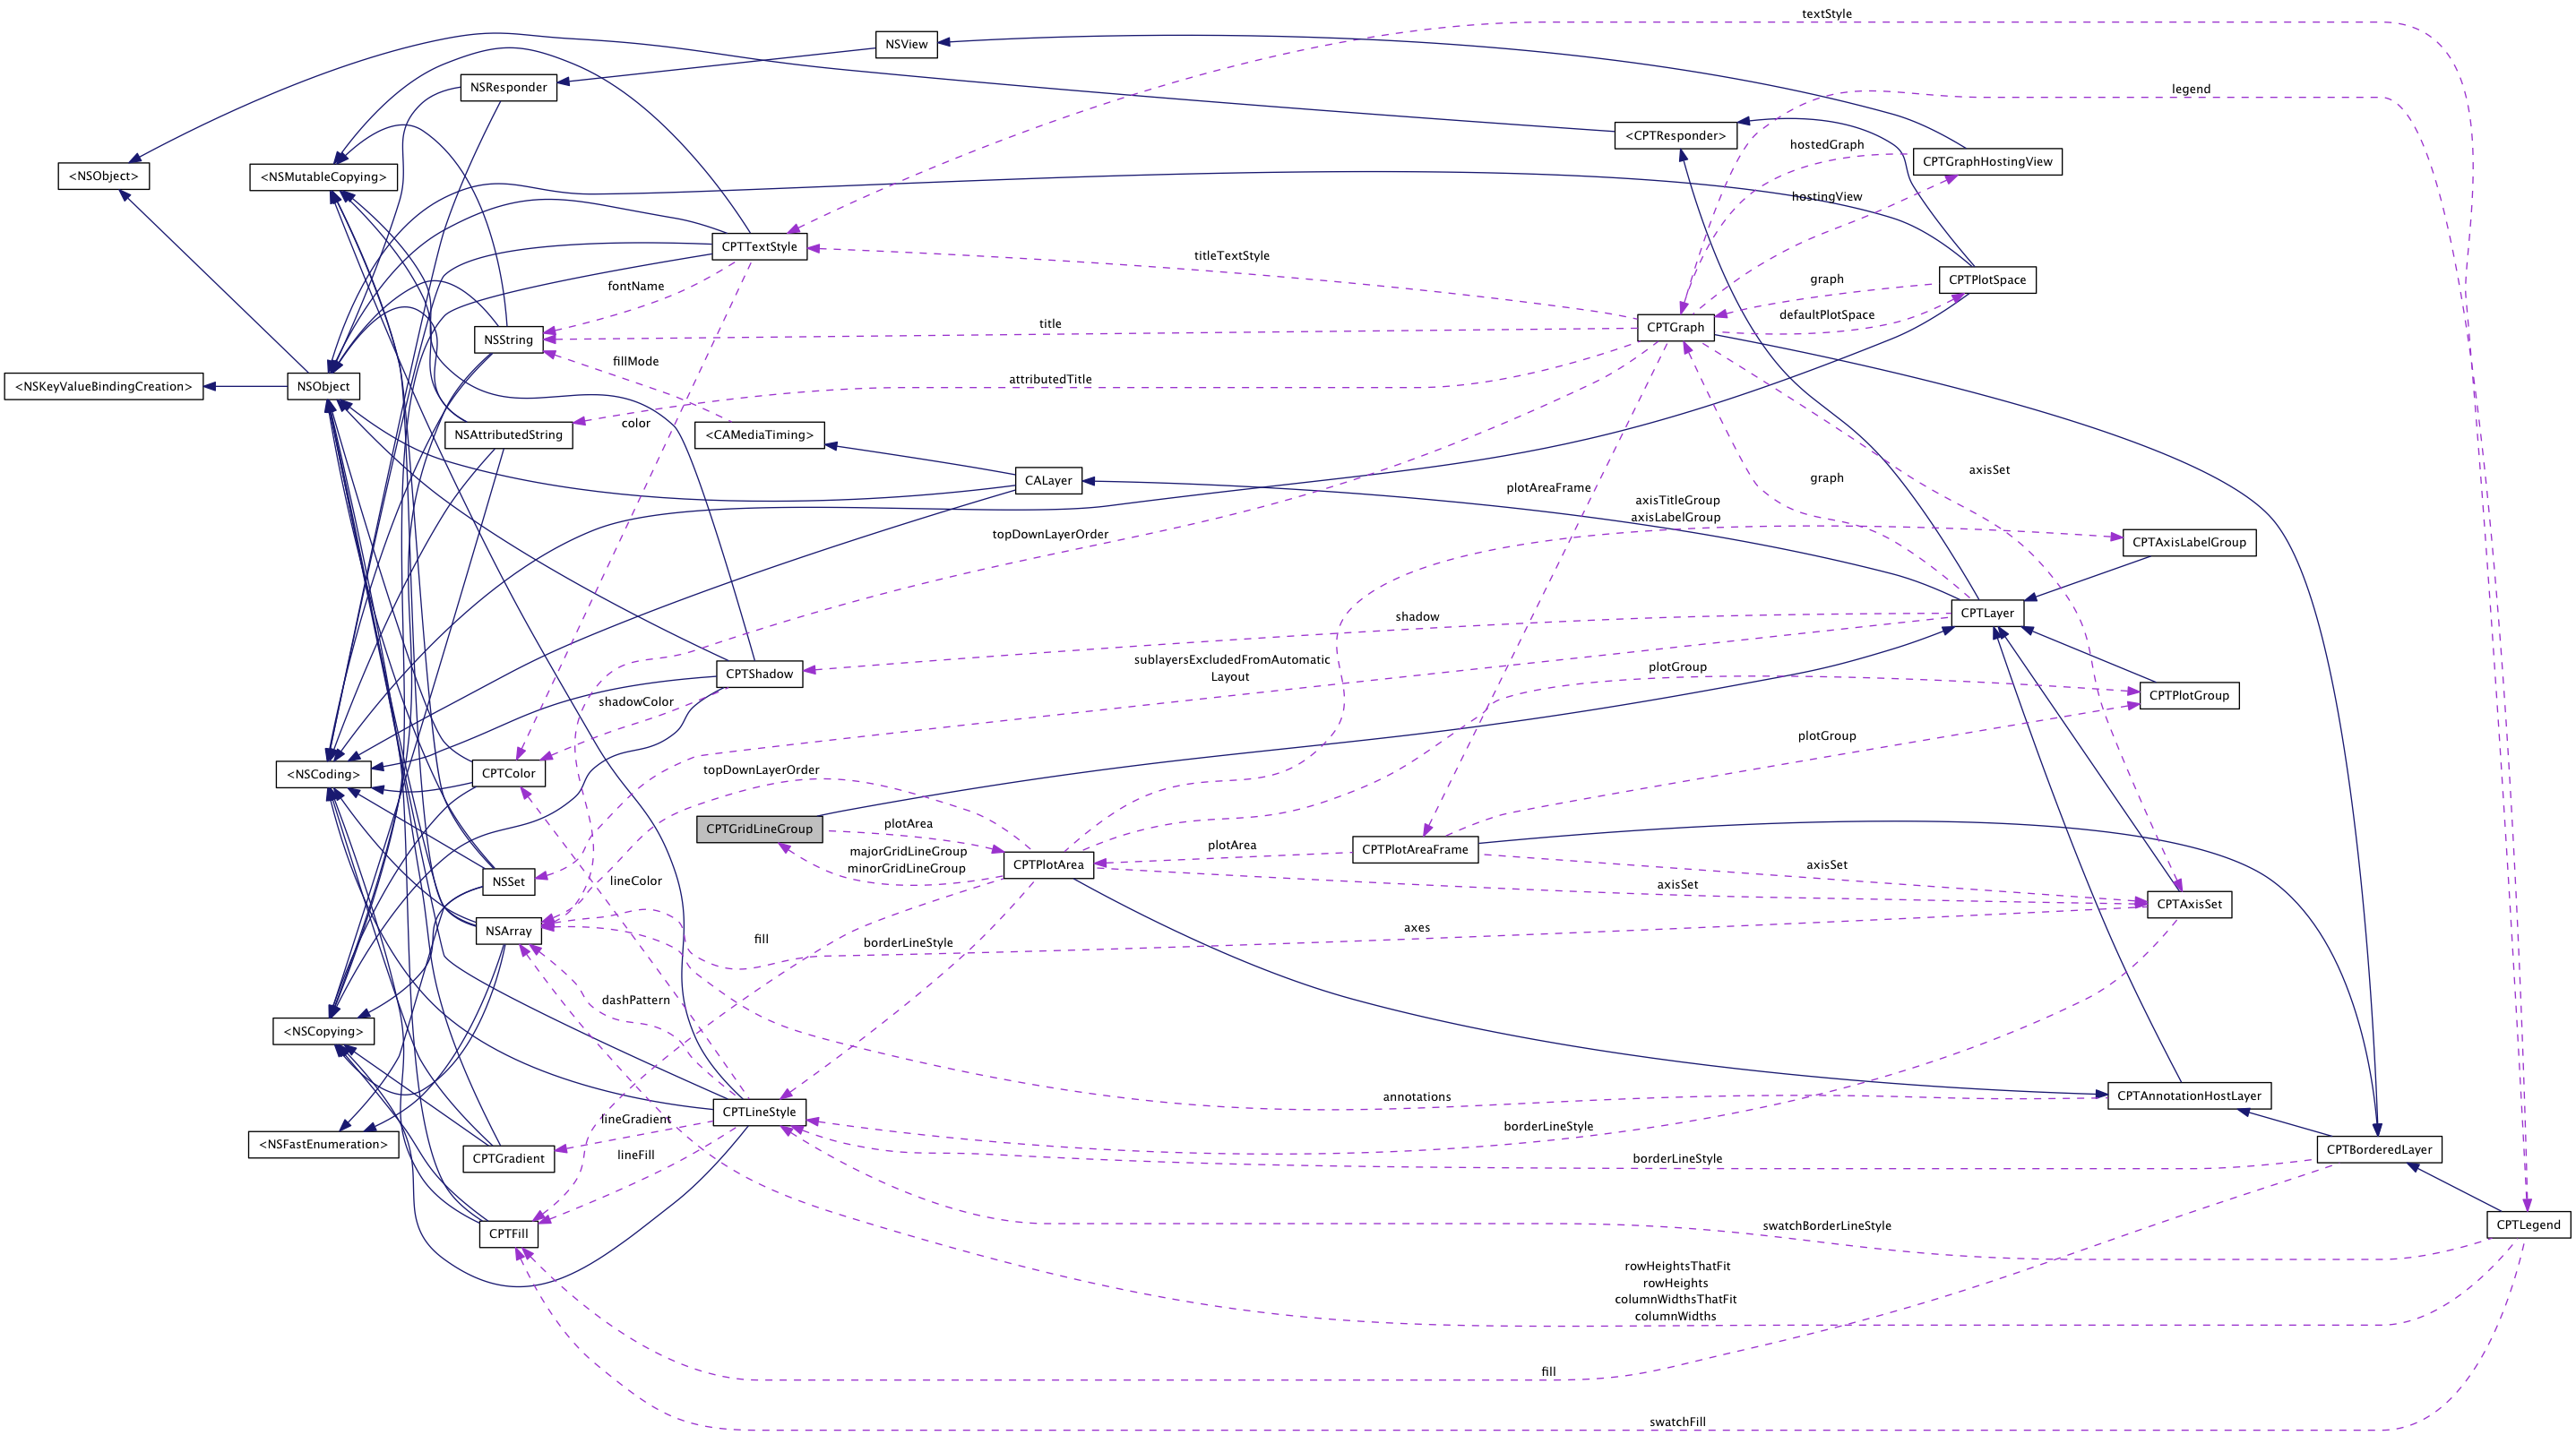 textStyle
NSView
NSResponder
legend
<CPTResponder>
hostedGraph
CPTGraphHostingView
<NSObject>
<NSMutableCopying>
hostingView
CPTTextStyle
titleTextStyle
graph
CPTPlotSpace
fontName
defaultPlotSpace
title
CPTGraph
NSString
fillMode
attributedTitle
<NSKeyValueBindingCreation>
NSObject
color
NSAttributedString
<CAMediaTiming>
axisSet
graph
CALayer
plotAreaFrame
axisTitleGroup
axisLabelGroup
topDownLayerOrder
CPTAxisLabelGroup
shadow
CPTLayer
sublayersExcludedFromAutomatic
Layout
plotGroup
CPTShadow
CPTPlotGroup
shadowColor
plotGroup
topDownLayerOrder
<NSCoding>
CPTColor
CPTGridLineGroup
plotArea
plotArea
CPTPlotAreaFrame
majorGridLineGroup
minorGridLineGroup
CPTPlotArea
axisSet
lineColor
NSSet
axisSet
CPTAxisSet
NSArray
fill
borderLineStyle
axes
dashPattern
<NSCopying>
annotations
CPTAnnotationHostLayer
CPTLineStyle
lineGradient
borderLineStyle
<NSFastEnumeration>
CPTGradient
lineFill
borderLineStyle
CPTBorderedLayer
CPTFill
swatchBorderLineStyle
CPTLegend
rowHeightsThatFit
rowHeights
columnWidthsThatFit
columnWidths
fill
swatchFill